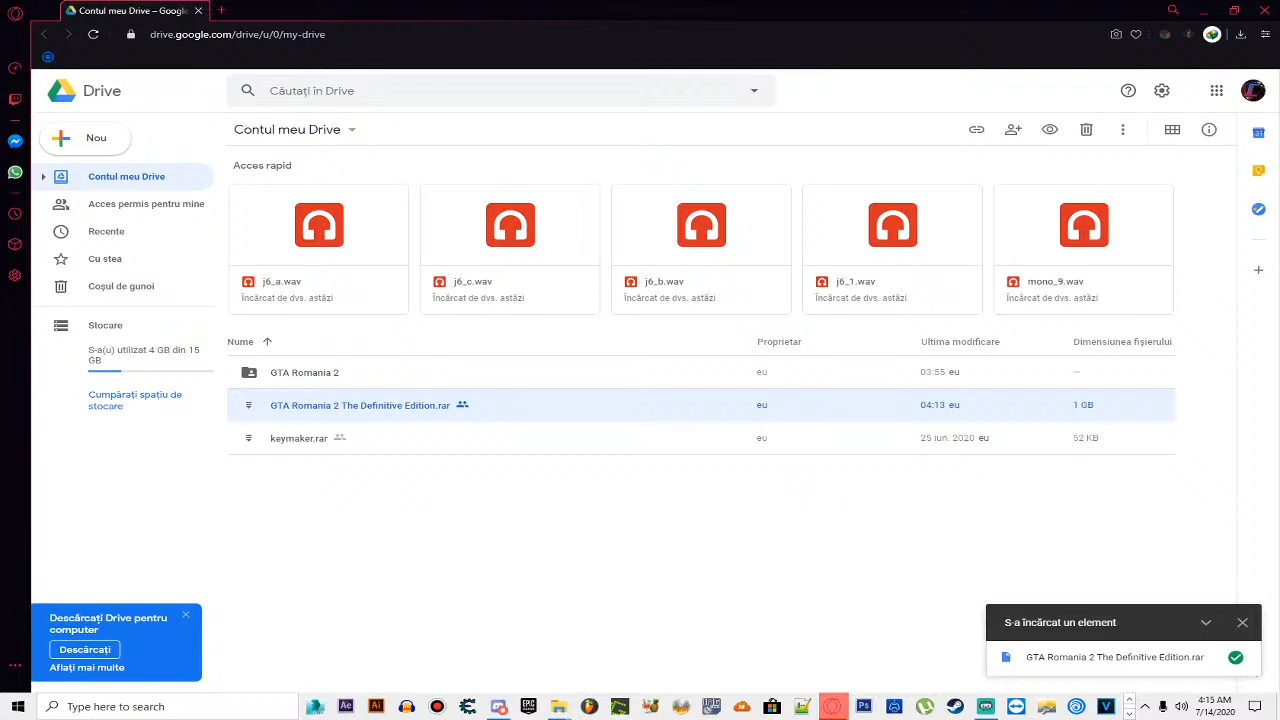 Contul meu Drive – Google
drive.google.com/drive/u/0/my-drive
Drive
Căutați în Drive
Nou
Contul meu Drive
Contul meu Drive
Acces permis pentru mine
Recente
Cu stea
Coșul de gunoi
Stocare
S-a(u) utilizat 4 GB din 15
GB
Cumpărați spațiu de
stocare
Acces rapid
j6_a.wav
Încărcat de dvs. astăzi
j6_c.wav
Încărcat de dvs. astăzi
j6_b.wav
Încărcat de dvs. astăzi
j6_1.wav
Încărcat de dvs. astăzi
mono_9.wav
Încărcat de dvs. astăzi
Nume Proprietar Ultima modificare Dimensiunea fișierului
GTA Romania 2 eu 03:55 eu –
GTA Romania 2 The Definitive Edition.rar eu 04:13 eu 1 GB
keymaker.rar eu 25 iun. 2020 eu 52 KB
Descărcați Drive pentru
computer
Descărcați
Aflați mai multe
S-a încărcat un element
GTA Romania 2 The Definitive Edition.rar
Type here to search
4:15 AM
7/14/2020